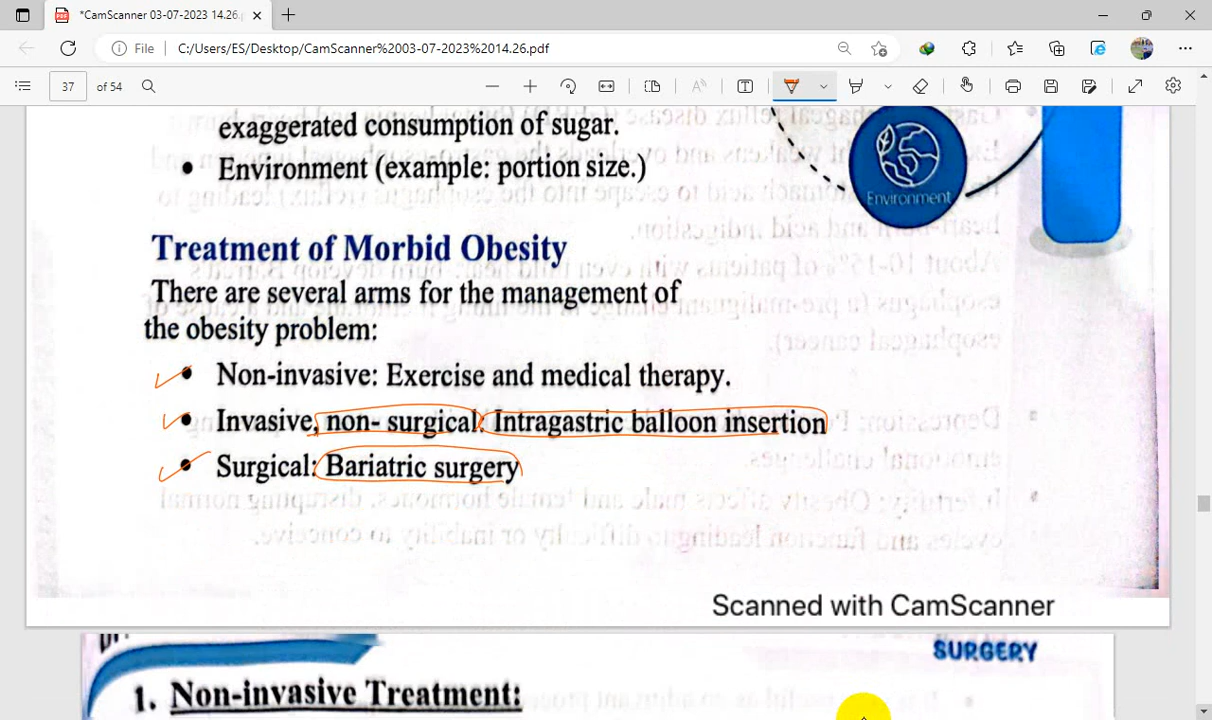 *CamScanner 03-07-2023 14.26.
File
C:/Users/ES/Desktop/CamScanner%2003-07-2023%2014.26.pdf
37 of 54
exaggerated consumption of sugar.
• Environment (example: portion size.)
Environment
Treatment of Morbid Obesity
There are several arms for the management of
the obesity problem:
• Non-invasive: Exercise and medical therapy.
• Invasive, non- surgical: Intragastric balloon insertion
• Surgical: Bariatric surgery
Scanned with CamScanner
SURGERY
1. Non-invasive Treatment: